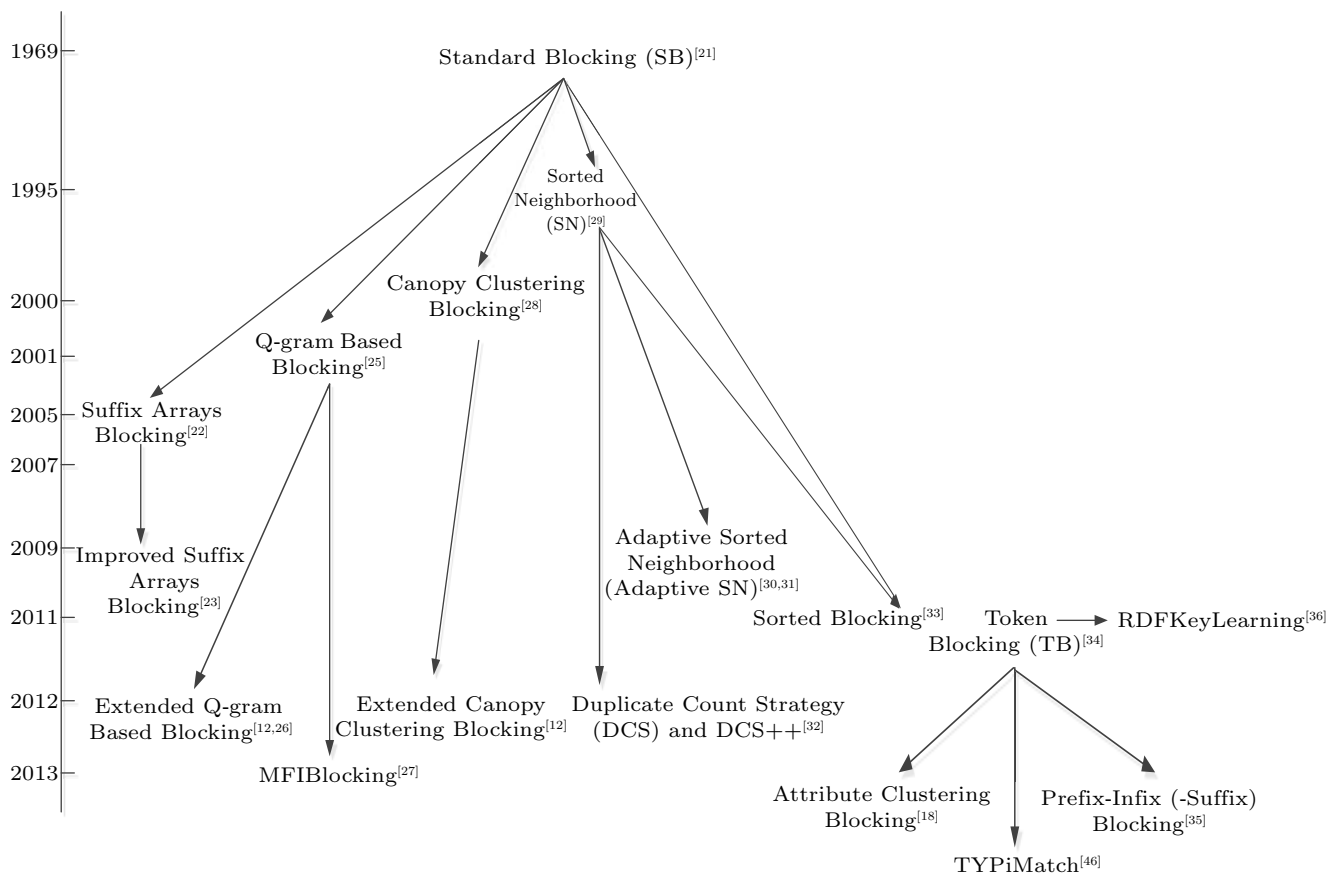 1969
Standard Blocking (SB)[21]
1995
Sorted
Neighborhood
(SN)[29]
2000
Canopy Clustering
Blocking[28]
2001
Q-gram Based
Blocking[25]
2005
Suffix Arrays
Blocking[22]
2007
2009
Improved Suffix
Arrays
Blocking[23]
Adaptive Sorted
Neighborhood
(Adaptive SN)[30,31]
2011
Sorted Blocking[33]
Token
Blocking (TB)[34]
RDFKeyLearning[36]
2012
Extended Q-gram
Based Blocking[12,26]
Extended Canopy
Clustering Blocking[12]
Duplicate Count Strategy
(DCS) and DCS++[32]
2013
MFIBlocking[27]
Attribute Clustering
Blocking[18]
Prefix-Infix (-Suffix)
Blocking[35]
TYPiMatch[46]